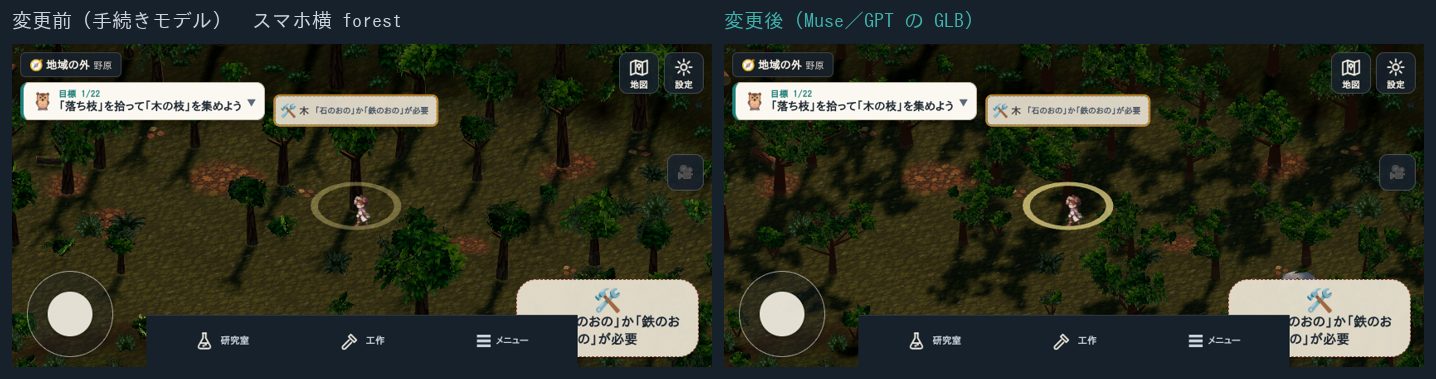 変更前（手続きモデル）　スマホ横 forest
地域の外 野原
目標 1/22
「落ち枝」を拾って「木の枝」を集めよう ▼
木 「石のおの」か「鉄のおの」が必要
地図
設定
のおの」か「鉄のお
の」が必要
研究室
工作
メニュー
変更後（Muse／GPT の GLB）
地域の外 野原
目標 1/22
「落ち枝」を拾って「木の枝」を集めよう ▼
木 「石のおの」か「鉄のおの」が必要
地図
設定
のおの」か「鉄のお
の」が必要
研究室
工作
メニュー